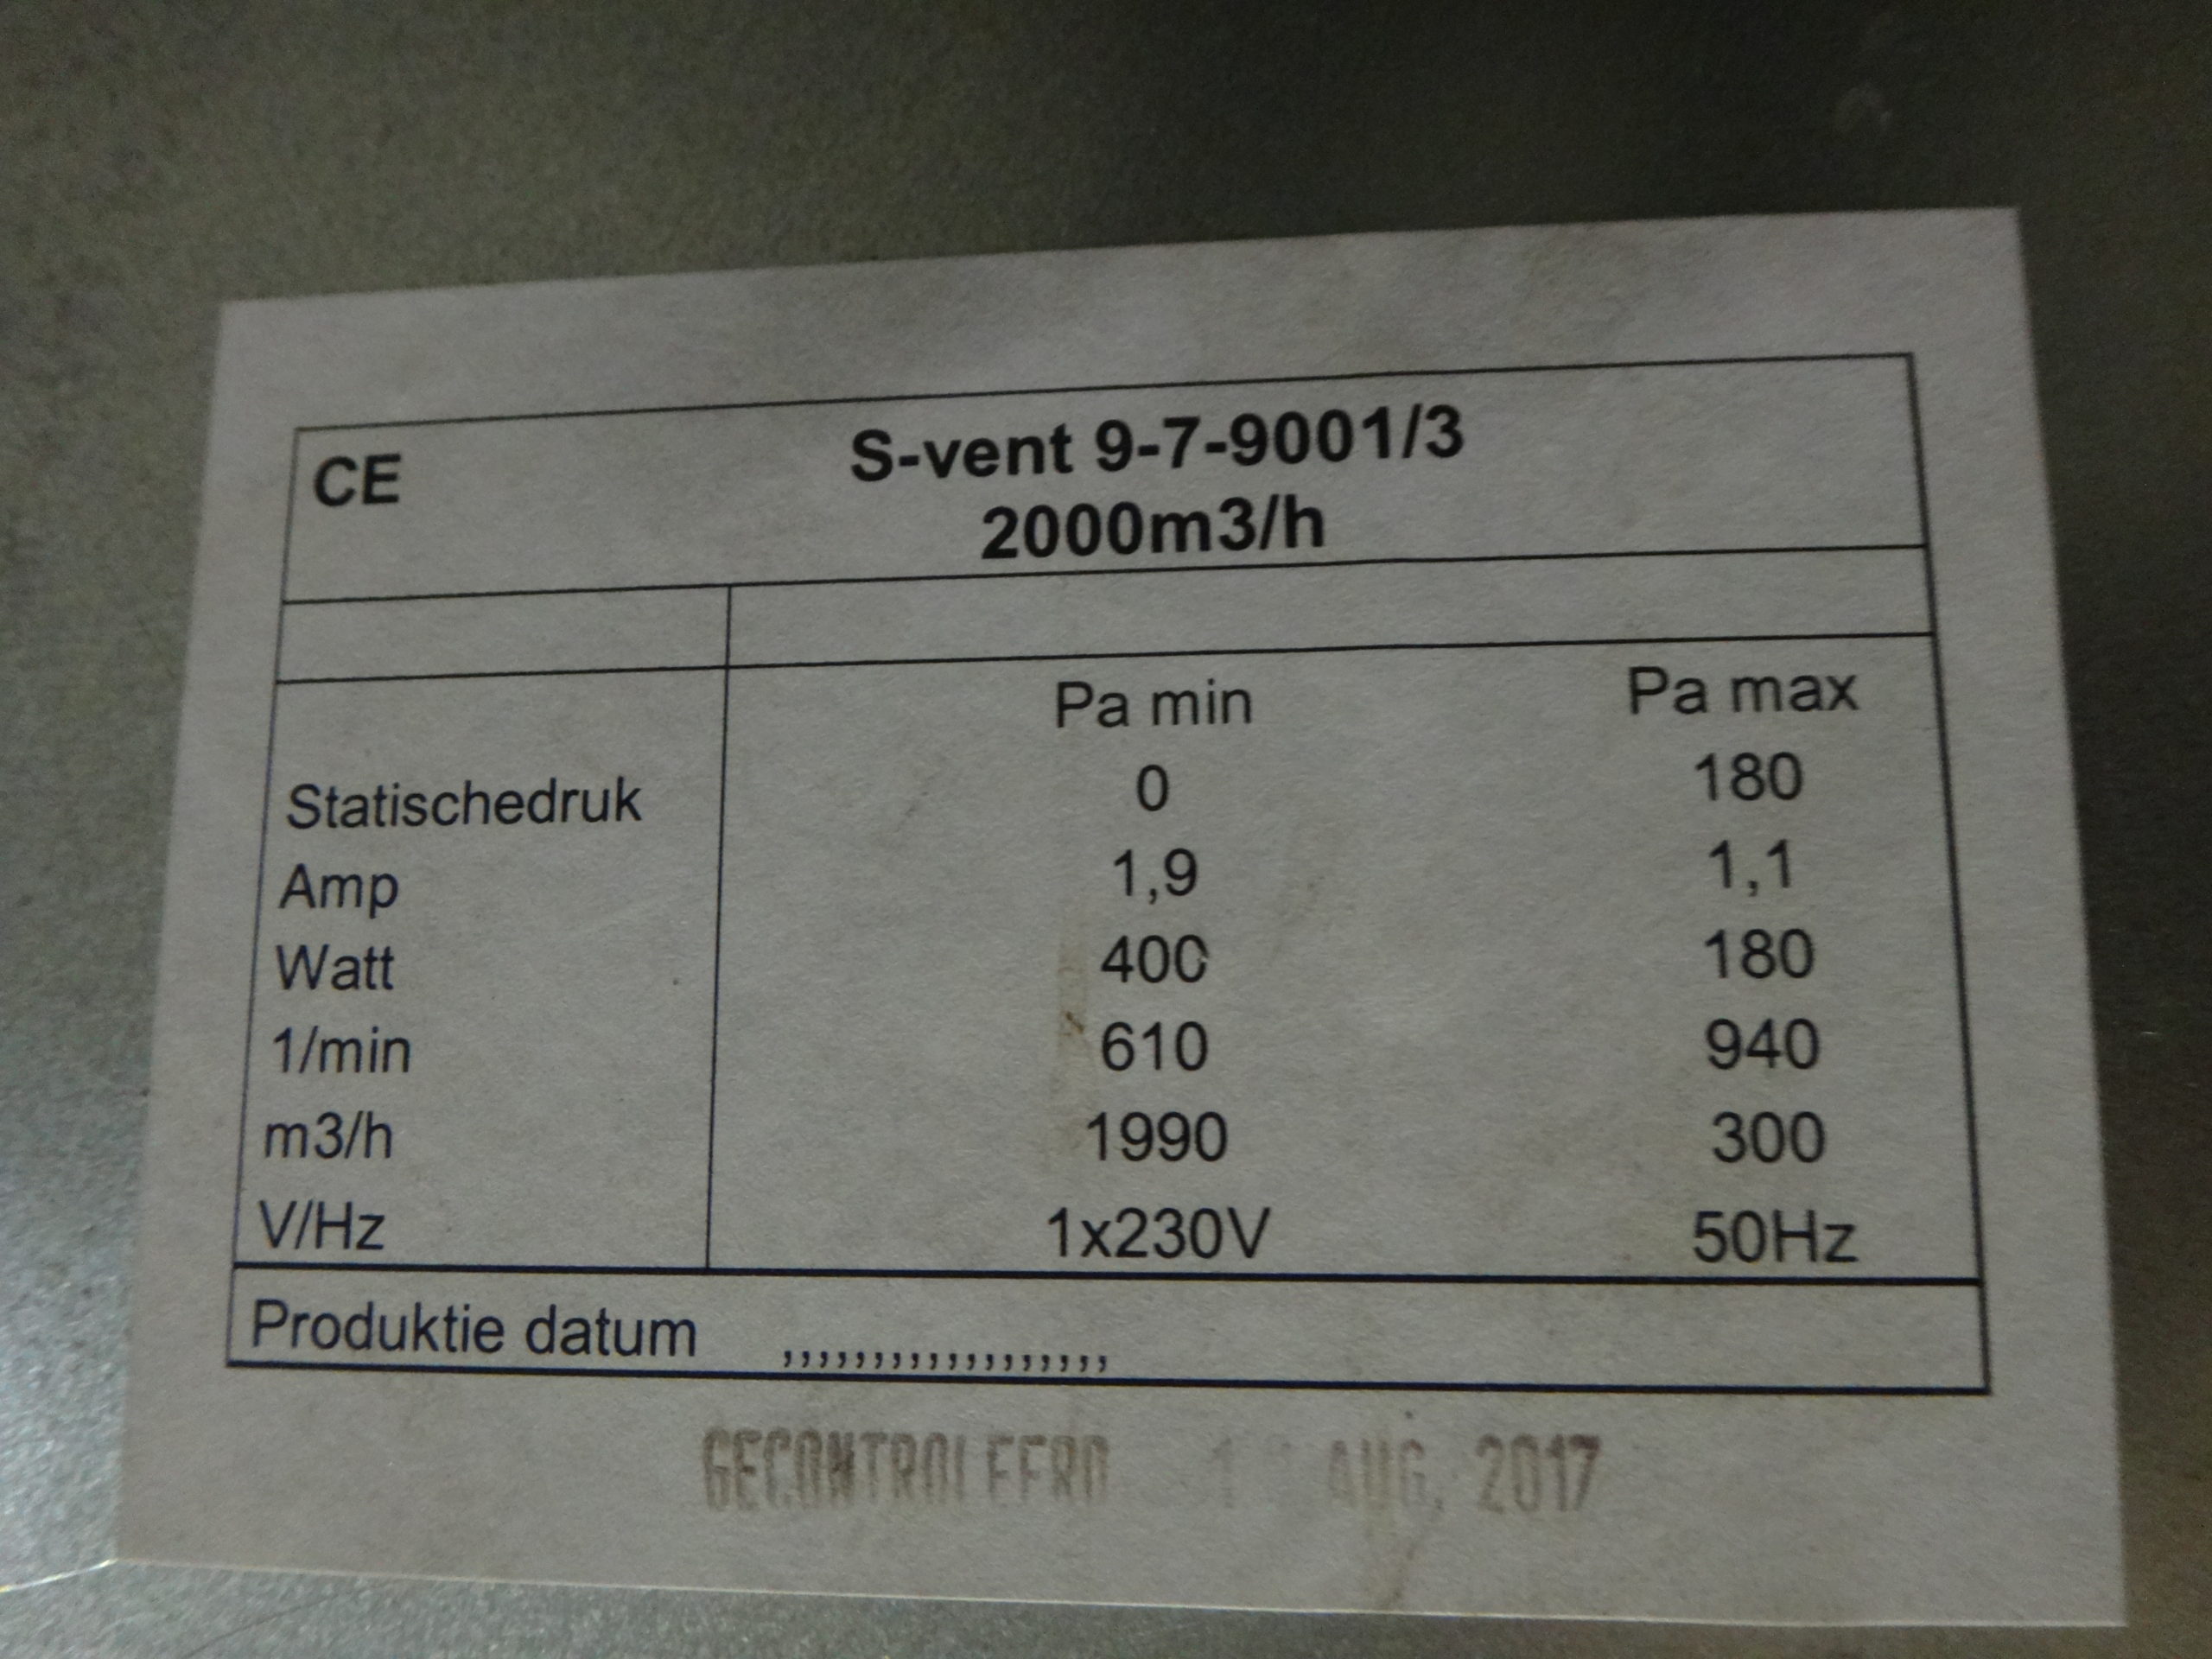 CE
S-vent 9-7-9001/3
2000m3/h
Pa min Pa max
Statischedruk 0 180
Amp 1,9 1,1
Watt 400 180
1/min 610 940
m3/h 1990 300
V/Hz 1x230V 50Hz
Produktie datum ,,,,,,,,,,,,,,,,,,
GECONTROLEERD AUG. 2017